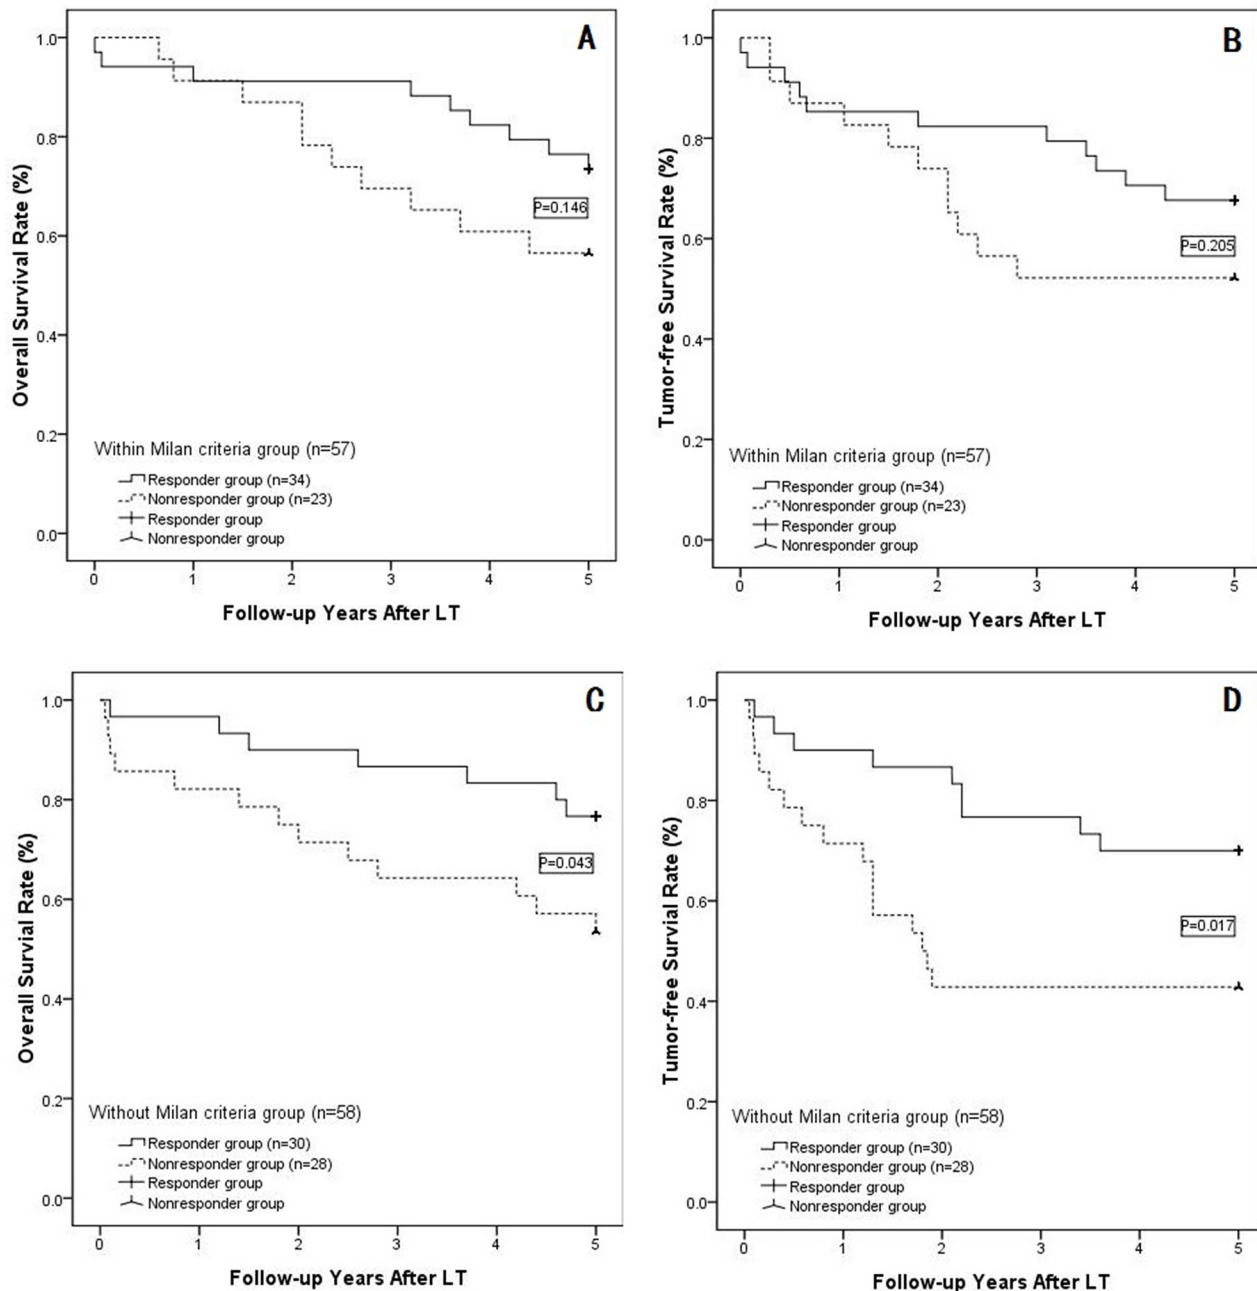 A
Overall Survival Rate (%)
1.0
0.8
0.6
0.4
0.2
0.0
P=0.146
Within Milan criteria group (n=57)
Responder group (n=34)
Nonresponder group (n=23)
Responder group
Nonresponder group
0 1 2 3 4 5
Follow-up Years After LT
B
Tumor-free Survival Rate (%)
1.0
0.8
0.6
0.4
0.2
0.0
P=0.205
Within Milan criteria group (n=57)
Responder group (n=34)
Nonresponder group (n=23)
Responder group
Nonresponder group
0 1 2 3 4 5
Follow-up Years After LT
C
Overall Survial Rate (%)
1.0
0.8
0.6
0.4
0.2
0.0
P=0.043
Without Milan criteria group (n=58)
Responder group (n=30)
Nonresponder group (n=28)
Responder group
Nonresponder group
0 1 2 3 4 5
Follow-up Years After LT
D
Tumor-free Survial Rate (%)
1.0
0.8
0.6
0.4
0.2
0.0
P=0.017
Without Milan criteria group (n=58)
Responder group (n=30)
Nonresponder group (n=28)
Responder group
Nonresponder group
0 1 2 3 4 5
Follow-up Years After LT